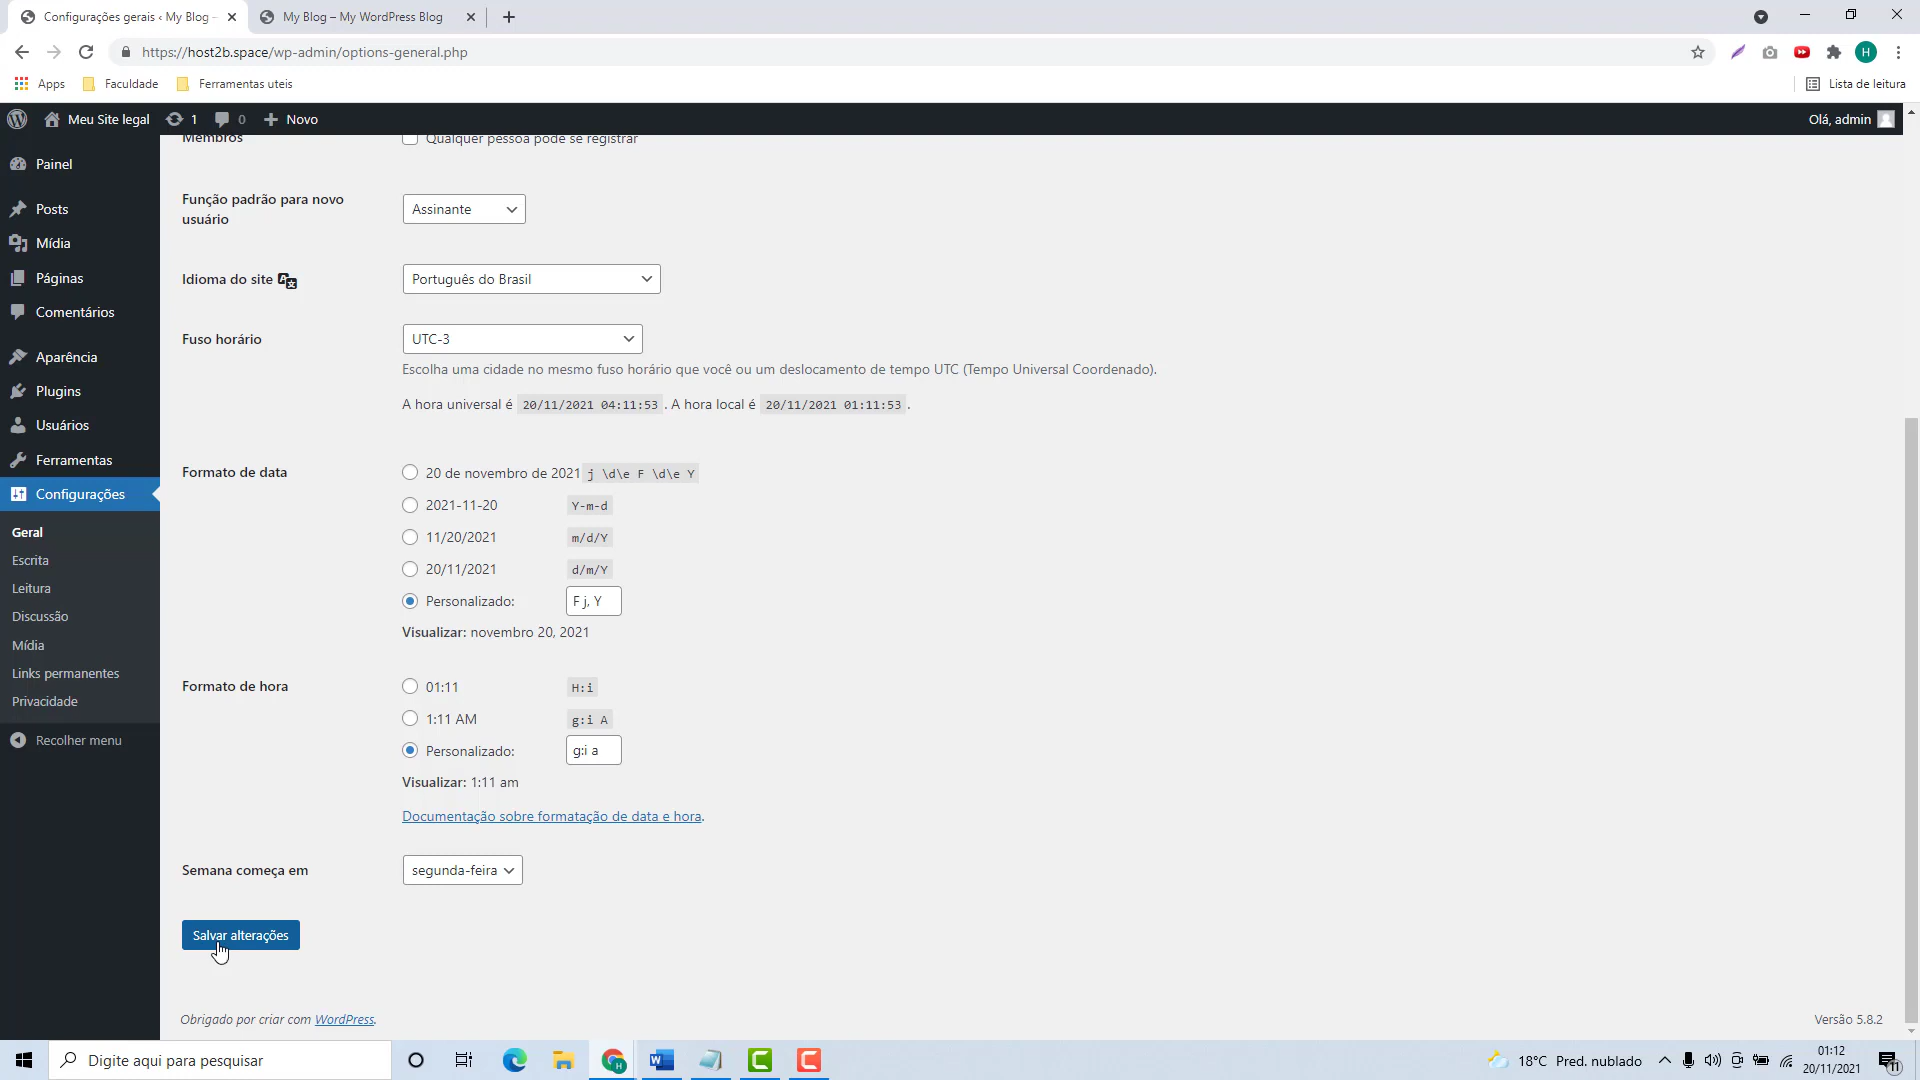 Configurações gerais ‹ My Blog –
My Blog – My WordPress Blog
https://host2b.space/wp-admin/options-general.php
H
Apps
Faculdade
Ferramentas uteis
Lista de leitura
Meu Site legal
1
0
Novo
Olá, admin
Painel
Posts
Mídia
Páginas
Comentários
Aparência
Plugins
Usuários
Ferramentas
Configurações
Geral
Escrita
Leitura
Discussão
Mídia
Links permanentes
Privacidade
Recolher menu
Membros
Qualquer pessoa pode se registrar
Função padrão para novo
usuário
Assinante
Idioma do site
Português do Brasil
Fuso horário
UTC-3
Escolha uma cidade no mesmo fuso horário que você ou um deslocamento de tempo UTC (Tempo Universal Coordenado).
A hora universal é 20/11/2021 04:11:53 . A hora local é 20/11/2021 01:11:53 .
Formato de data
20 de novembro de 2021 j \d\e F \d\e Y
2021-11-20 Y-m-d
11/20/2021 m/d/Y
20/11/2021 d/m/Y
Personalizado: F j, Y
Visualizar: novembro 20, 2021
Formato de hora
01:11 H:i
1:11 AM g:i A
Personalizado: g:i a
Visualizar: 1:11 am
Documentação sobre formatação de data e hora.
Semana começa em
segunda-feira
Salvar alterações
Obrigado por criar com WordPress.
Versão 5.8.2
Digite aqui para pesquisar
18°C Pred. nublado
01:12
20/11/2021
11